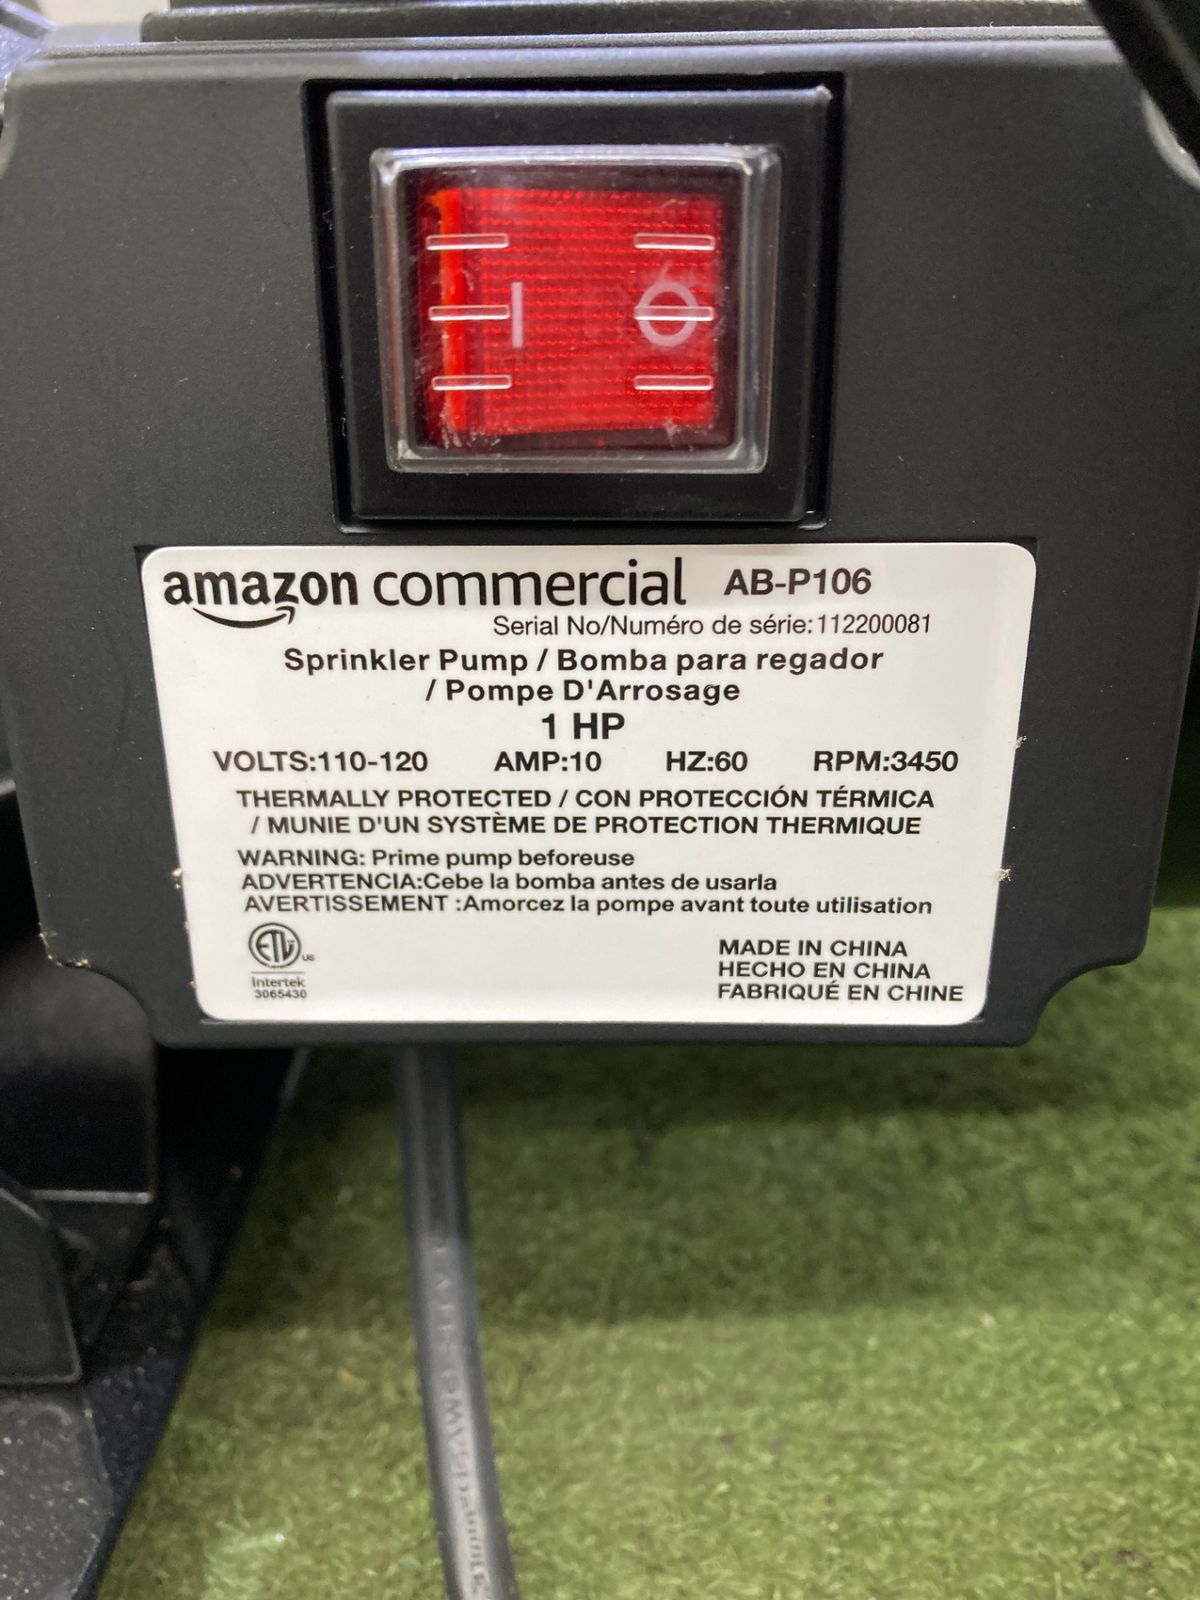 amazon commercial AB-P106
Serial No/Numéro de série: 112200081
Sprinkler Pump / Bomba para regador
/ Pompe D'Arrosage
1 HP
VOLTS:110-120 AMP:10 HZ:60 RPM:3450
THERMALLY PROTECTED / CON PROTECCIÓN TÉRMICA
/ MUNIE D'UN SYSTÈME DE PROTECTION THERMIQUE
WARNING: Prime pump beforeuse
ADVERTENCIA:Cebe la bomba antes de usarla
AVERTISSEMENT :Amorcez la pompe avant toute utilisation
ETL us
Intertek
3065430
MADE IN CHINA
HECHO EN CHINA
FABRIQUÉ EN CHINE